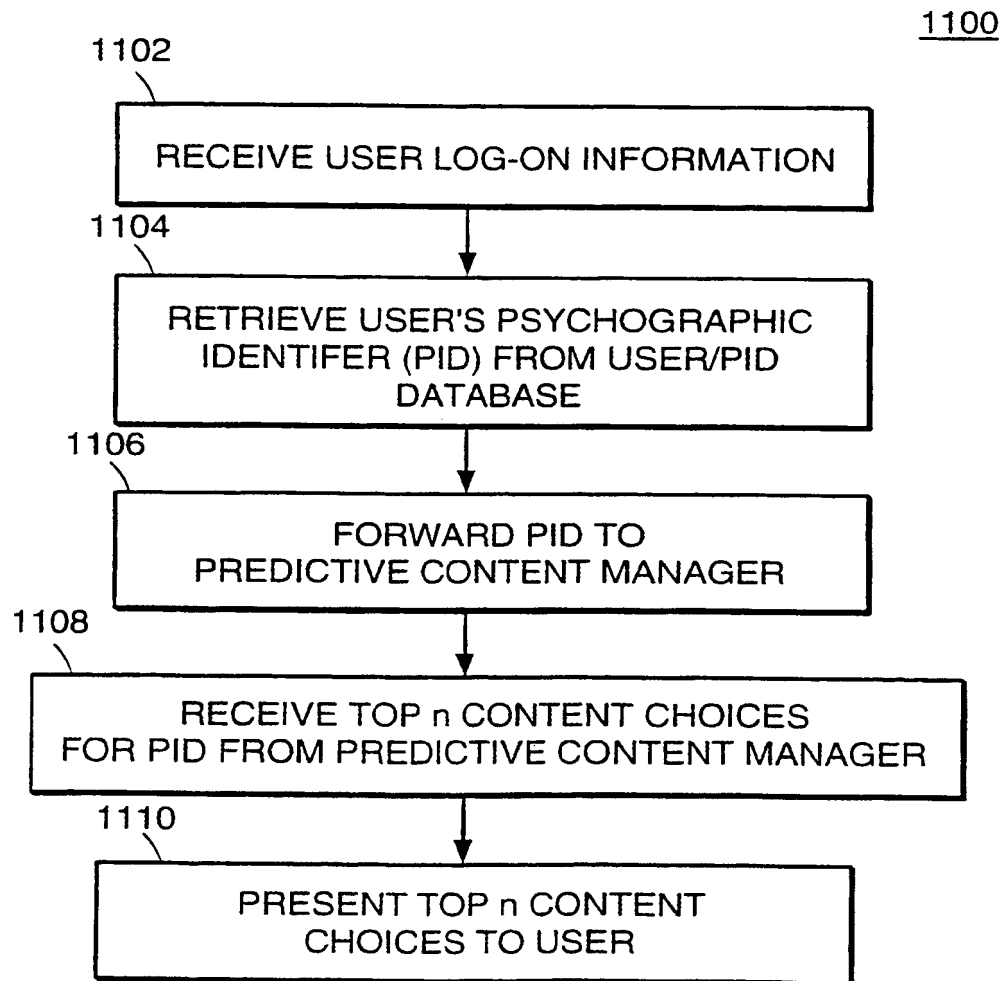 1100
1102
RECEIVE USER LOG-ON INFORMATION
1104
RETRIEVE USER'S PSYCHOGRAPHIC
IDENTIFER (PID) FROM USER/PID
DATABASE
1106
FORWARD PID TO
PREDICTIVE CONTENT MANAGER
1108
RECEIVE TOP n CONTENT CHOICES
FOR PID FROM PREDICTIVE CONTENT MANAGER
1110
PRESENT TOP n CONTENT
CHOICES TO USER